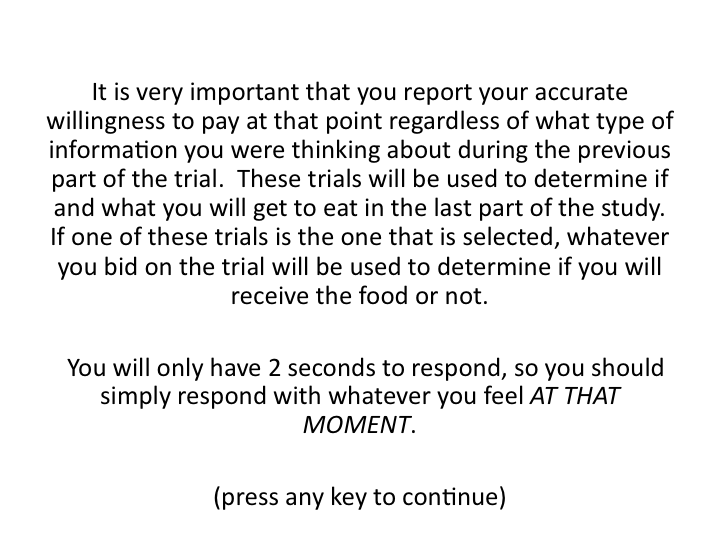 It is very important that you report your accurate
willingness to pay at that point regardless of what type of
information you were thinking about during the previous
part of the trial.  These trials will be used to determine if
and what you will get to eat in the last part of the study.
If one of these trials is the one that is selected, whatever
you bid on the trial will be used to determine if you will
receive the food or not.
You will only have 2 seconds to respond, so you should
simply respond with whatever you feel AT THAT
MOMENT.
(press any key to continue)